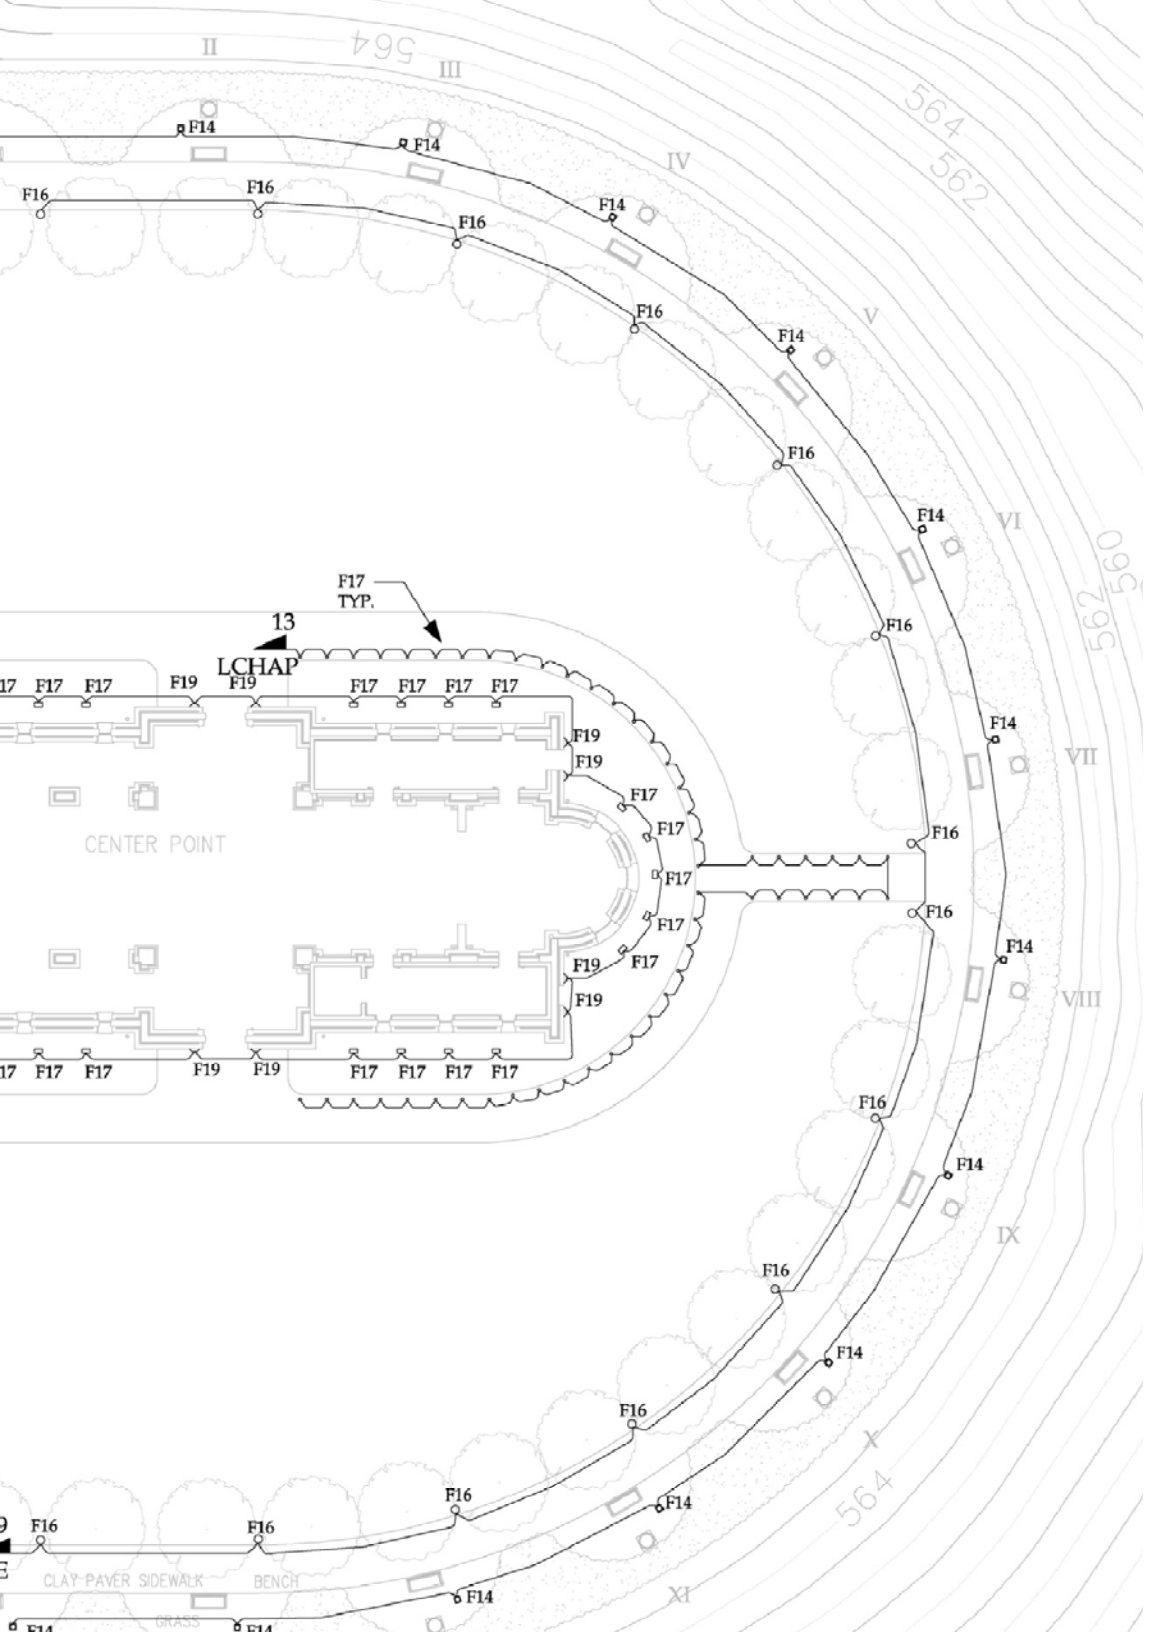 II
564
III
F14
F14
564
IV
562
F16
F16
F14
F16
F16
V
F14
F16
F14
VI
560
562
F17
TYP.
13
LCHAP
F16
17 F17 F17 F19 F19 F17 F17 F17 F17
F14
F19
VII
F19
F17
F17
F16
CENTER POINT
F17
F16
F17
F14
F17
F19
VIII
F19
17 F17 F17 F19 F19 F17 F17 F17 F17
F16
F14
IX
F16
F14
F16
X
564
F16
F14
9
F16
F16
E
CLAY PAVER SIDEWALK
BENCH
XI
F14
GRASS
F14
F14